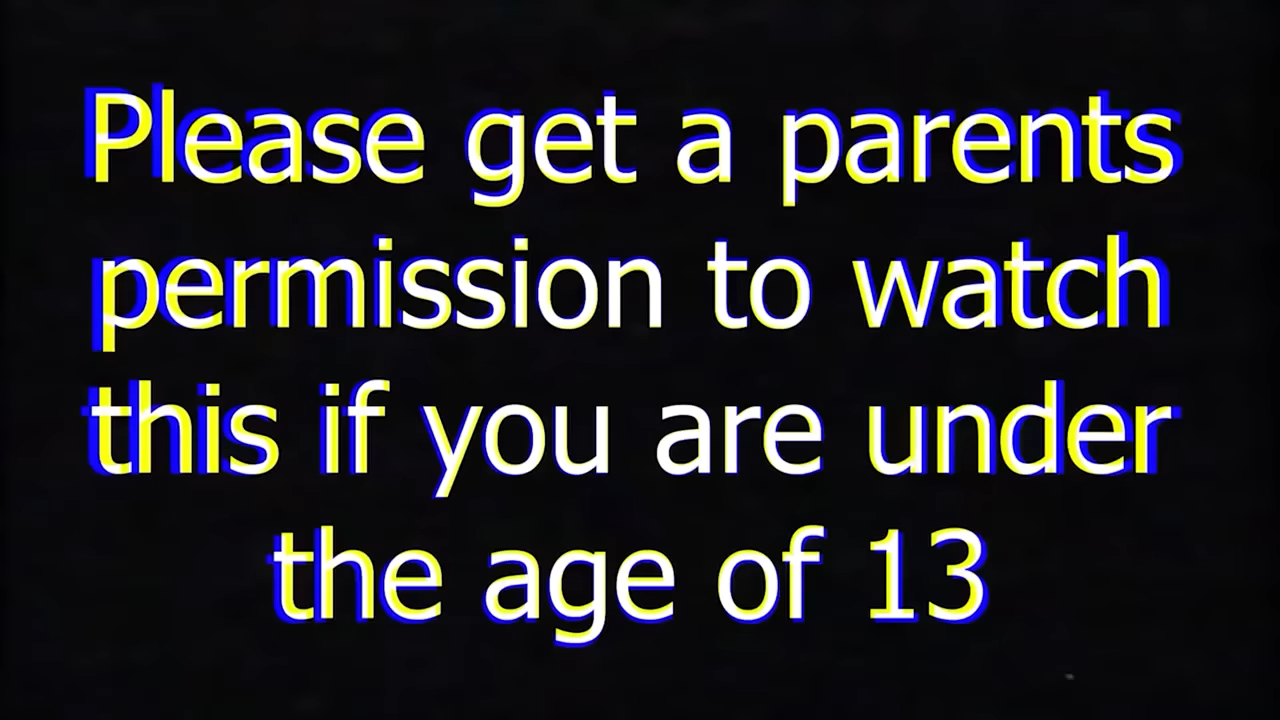 Please get a parents
permission to watch
this if you are under
the age of 13